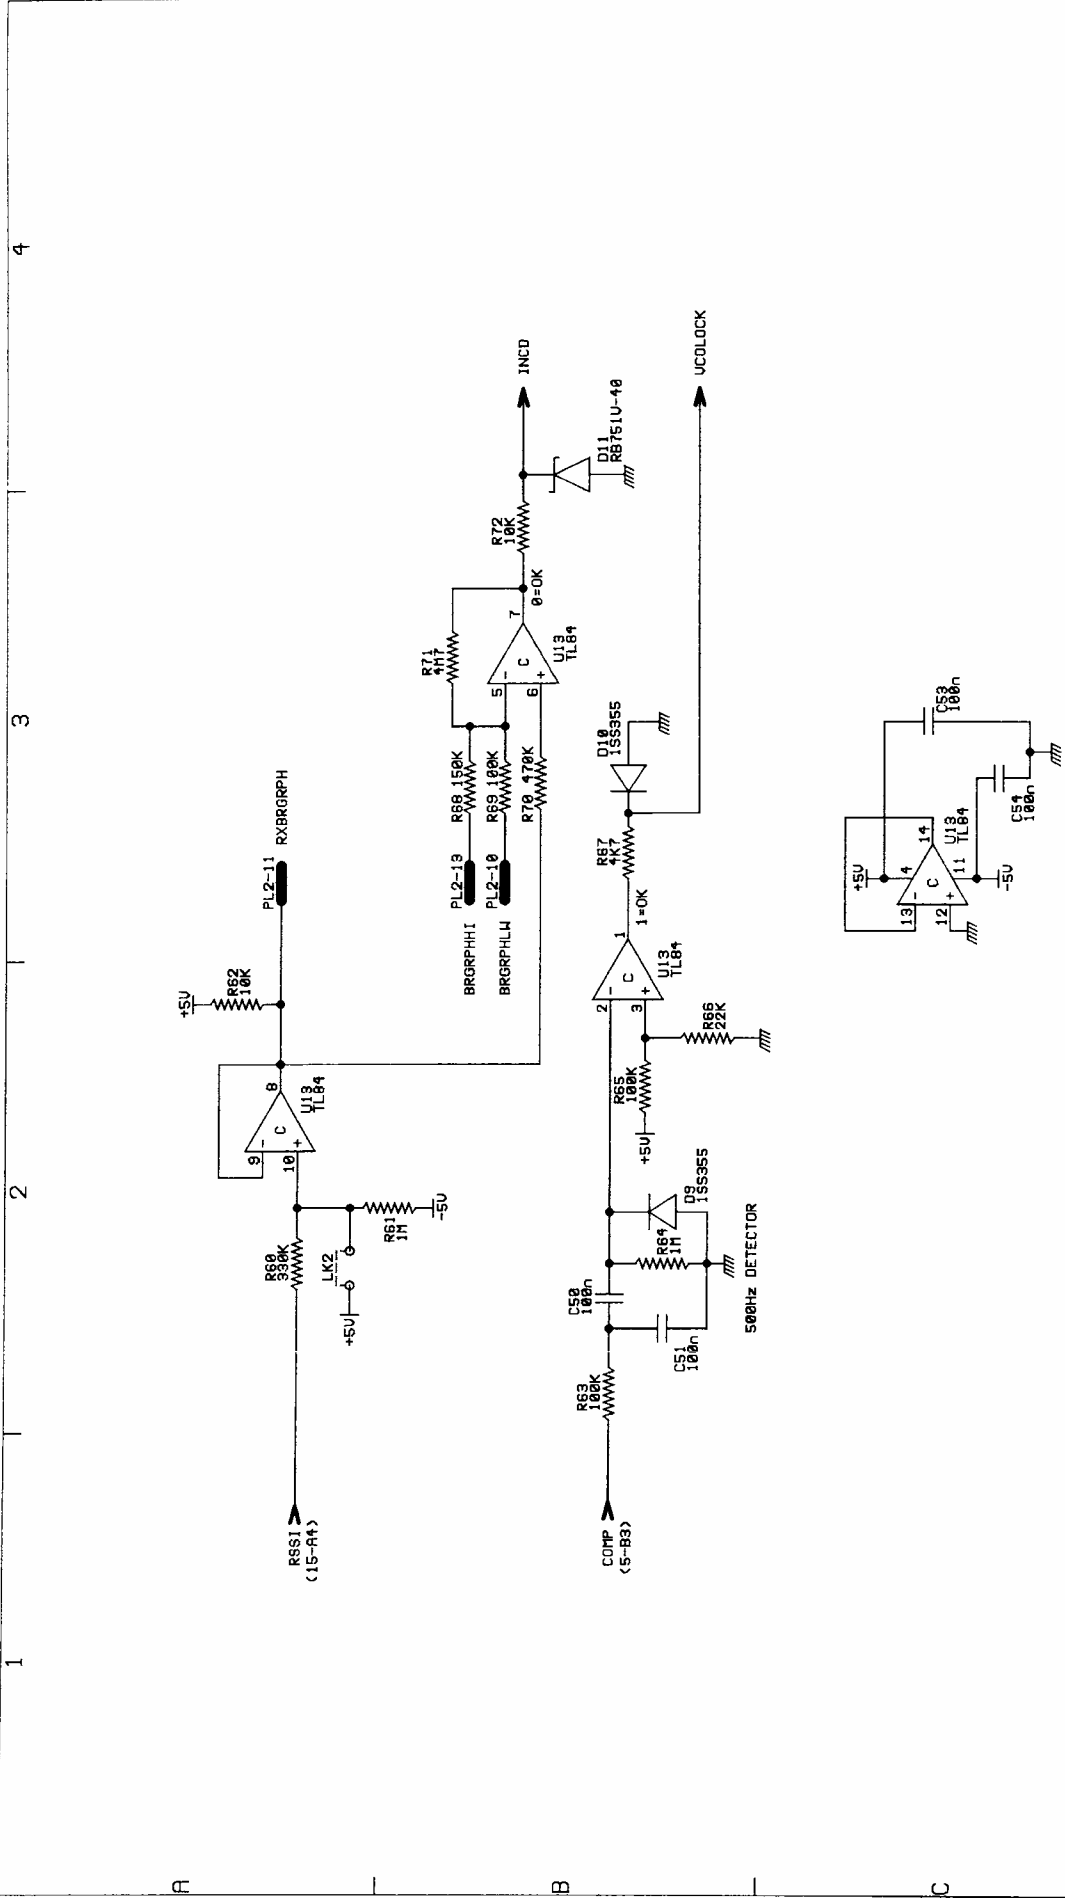 1
2
3
4
A
B
C
RSSI
(15-A4)
R60
330K
LK2
+5V
R61
1M
-5V
9
10
-
+
C
8
U13
TL84
+5V
R62
10K
PL2-11
RXBRGRPH
BRGRPHHI
PL2-13
R68 150K
BRGRPHLW
PL2-10
R69 100K
R70 470K
R71
4M7
5
6
-
+
C
7
U13
TL84
0=OK
R72
10K
D11
RB751V-40
INCD
COMP
(5-B3)
R63
100K
C50
100n
C51
100n
R64
1M
D9
1SS355
500Hz DETECTOR
+5V
R65
100K
R66
22K
2
3
-
+
C
1
U13
TL84
1=OK
R67
4K7
D10
1SS355
VCOLOCK
+5V
4
13
12
-
+
C
11
14
-5V
U13
TL84
C54
100n
C53
100n